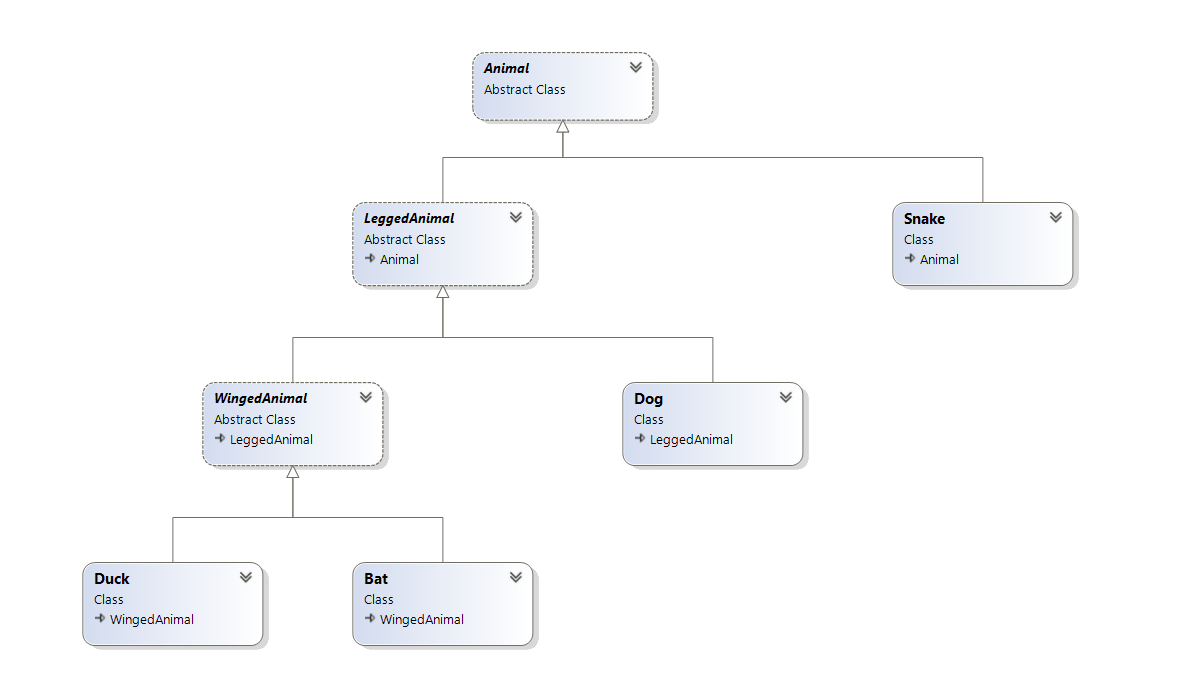 Animal
Abstract Class
LeggedAnimal
Abstract Class
Animal
Snake
Class
Animal
WingedAnimal
Abstract Class
LeggedAnimal
Dog
Class
LeggedAnimal
Duck
Class
WingedAnimal
Bat
Class
WingedAnimal